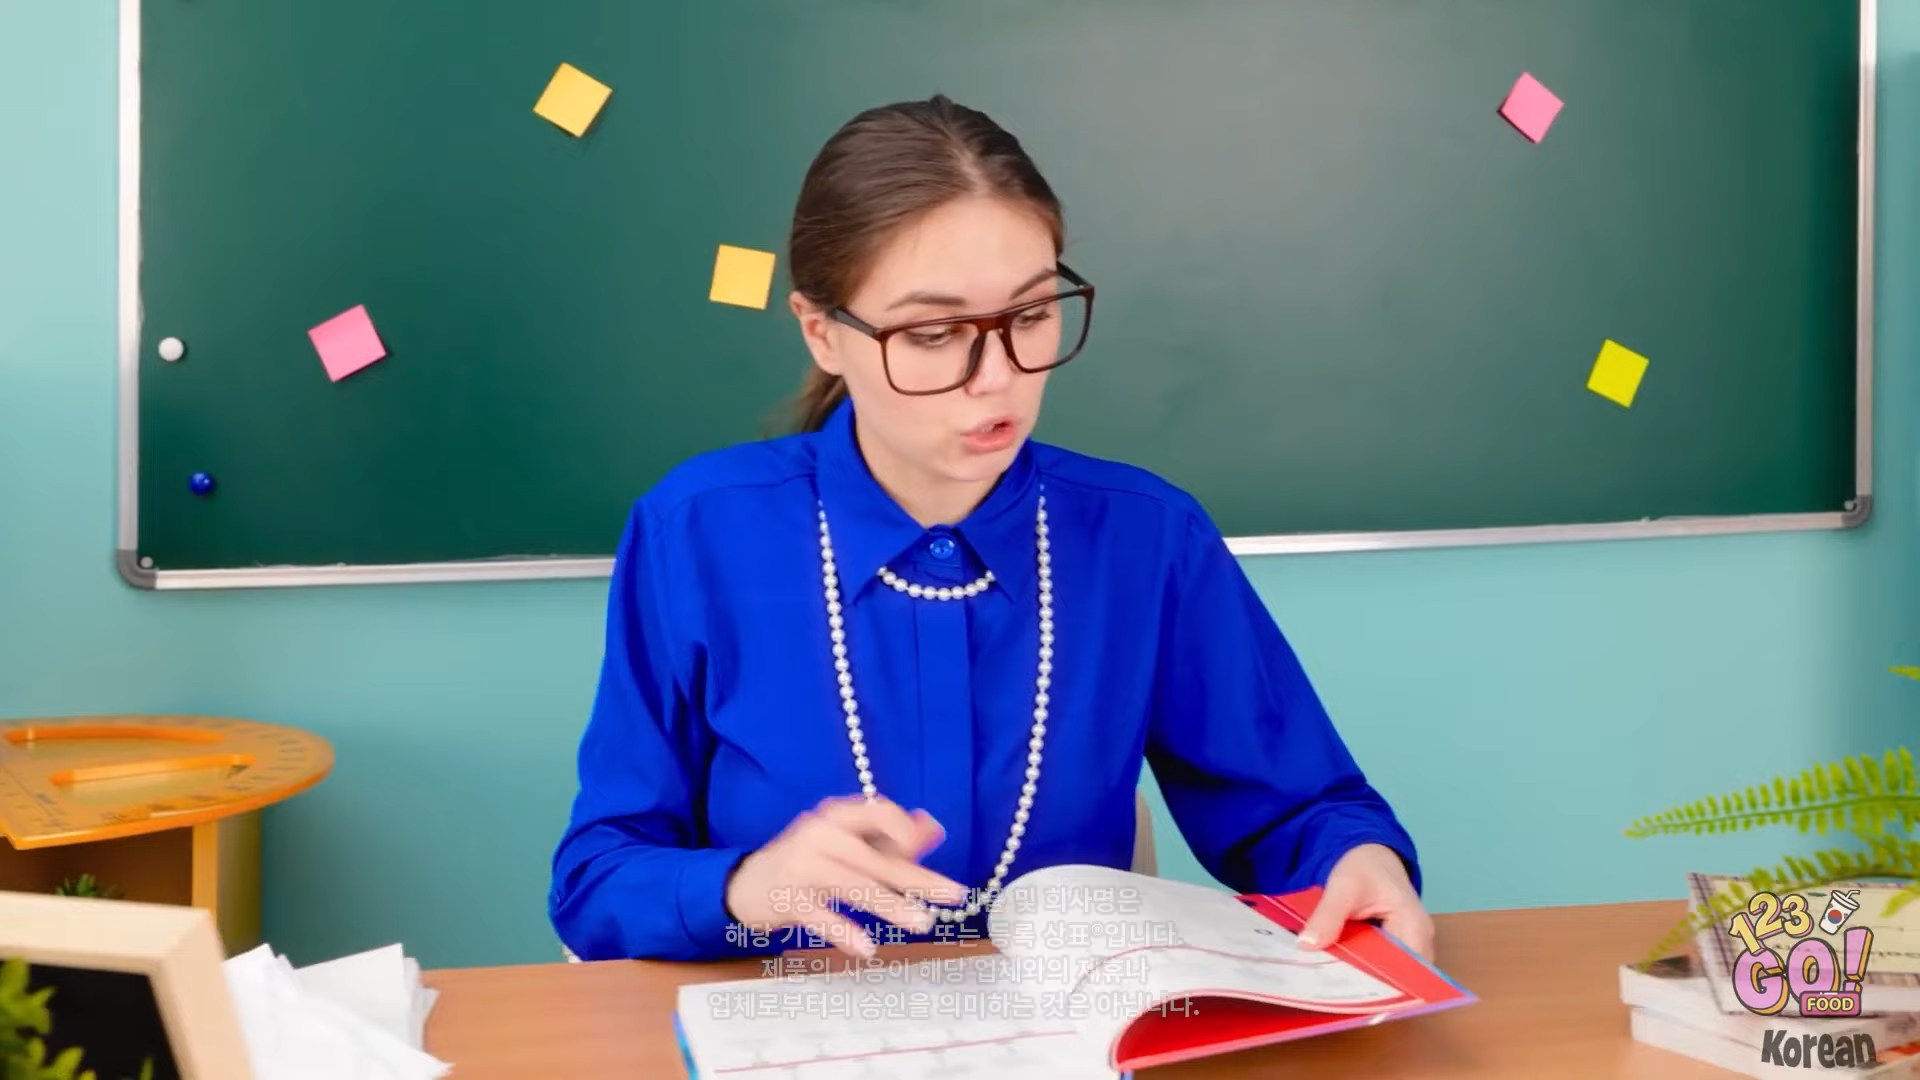 영상에 있는 모든 제품 및 회사명은
해당 기업의 상표™ 또는 등록 상표®입니다.
제품의 사용이 해당 업체와의 제휴나
업체로부터의 승인을 의미하는 것은 아닙니다.
123
GO!
FOOD
Korean